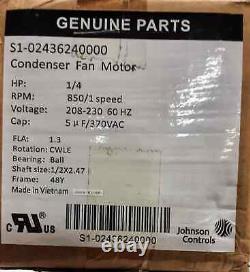 GENUINE PARTS
S1-02436240000
Condenser Fan Motor
HP: 1/4
RPM: 850/1 speed
Voltage: 208-230 60 HZ
Cap: 5 µF/370VAC
FLA: 1.3
Rotation: CWLE
Bearing: Ball
Shaft size: 1/2X2.47
Frame: 48Y
Made in Vietnam
C US
Johnson Controls
S1-02436240000